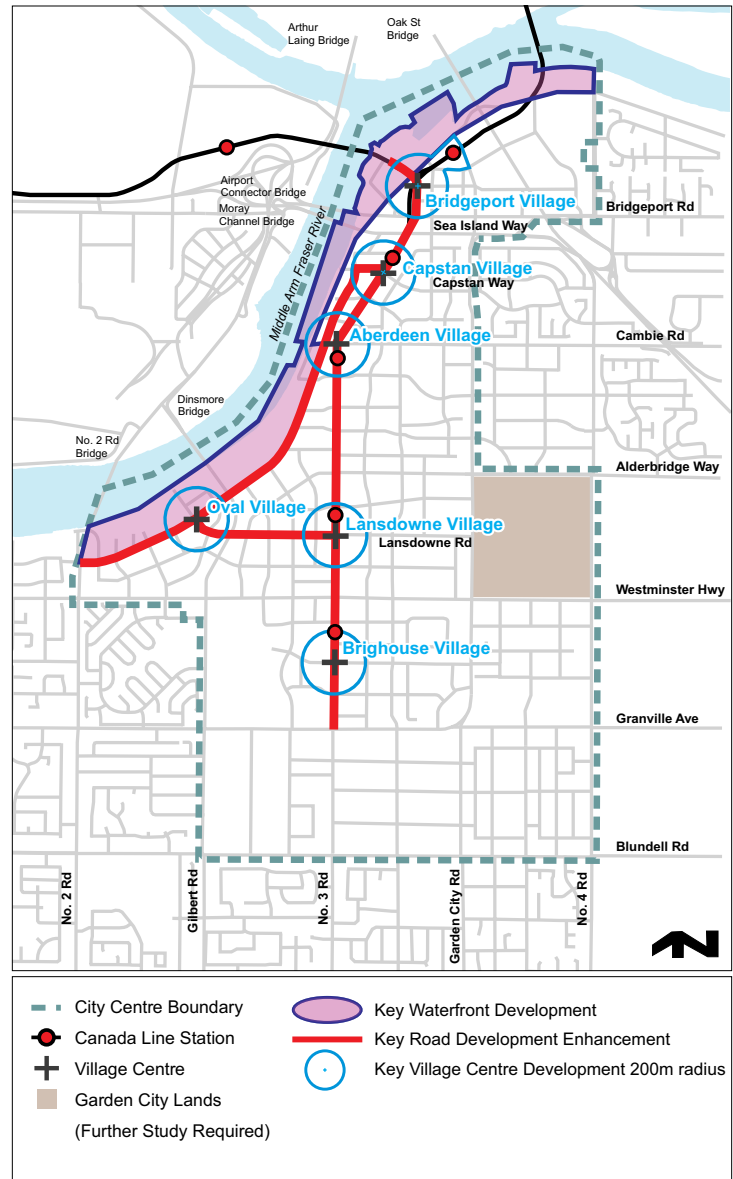 Arthur
Laing Bridge
Oak St
Bridge
Airport
Connector Bridge
Moray
Channel Bridge
Middle Arm Fraser River
Bridgeport Village
Bridgeport Rd
Sea Island Way
Capstan Village
Capstan Way
Aberdeen Village
Cambie Rd
Dinsmore
Bridge
No. 2 Rd
Bridge
Alderbridge Way
Oval Village
Lansdowne Village
Lansdowne Rd
Westminster Hwy
Brighouse Village
Granville Ave
Blundell Rd
No. 2 Rd
Gilbert Rd
No. 3 Rd
Garden City Rd
No. 4 Rd
N
City Centre Boundary
Canada Line Station
Village Centre
Garden City Lands
(Further Study Required)
Key Waterfront Development
Key Road Development Enhancement
Key Village Centre Development 200m radius